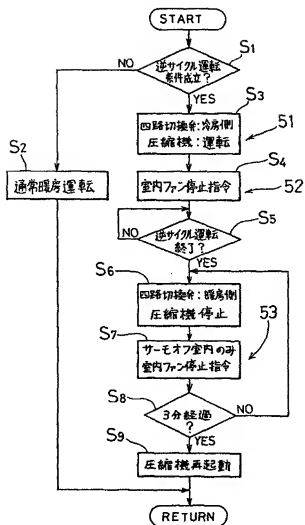 START
S1
逆サイクル運転
条件成立?
NO
YES
S2
通常暖房運転
S3
四路切換弁:冷房側
圧縮機:運転
51
S4
室内ファン停止指令
52
S5
逆サイクル運転
終了?
NO
YES
S6
四路切換弁:暖房側
圧縮機停止
S7
サーモオフ室内のみ
室内ファン停止指令
53
S8
3分経過
?
NO
YES
S9
圧縮機再起動
RETURN